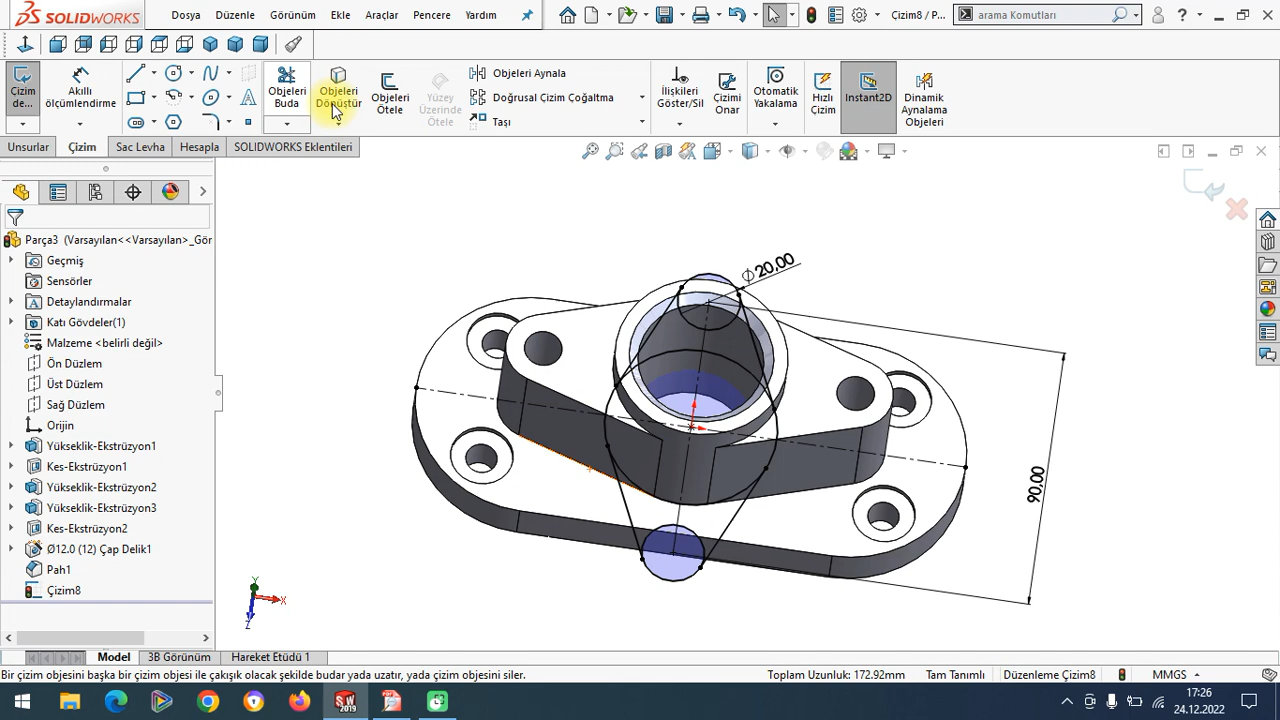 SOLIDWORKS
Dosya
Düzenle
Görünüm
Ekle
Araçlar
Pencere
Yardım
Çizim8 / P...
arama Komutları
Çizim
de...
Akıllı
ölçümlendirme
Objeleri
Buda
Objeleri
Dönüştür
Objeleri
Ötele
Yüzey
Üzerinde
Ötele
Objeleri Aynala
Doğrusal Çizim Çoğaltma
Taşı
İlişkileri
Göster/Sil
Çizimi
Onar
Otomatik
Yakalama
Hızlı
Çizim
Instant2D
Dinamik
Aynalama
Objeleri
Unsurlar
Çizim
Sac Levha
Hesapla
SOLIDWORKS Eklentileri
Parça3 (Varsayılan<<Varsayılan>_Gör
Geçmiş
Sensörler
Detaylandırmalar
Katı Gövdeler(1)
Malzeme <belirli değil>
Ön Düzlem
Üst Düzlem
Sağ Düzlem
Orijin
Yükseklik-Ekstrüzyon1
Kes-Ekstrüzyon1
Yükseklik-Ekstrüzyon2
Yükseklik-Ekstrüzyon3
Kes-Ekstrüzyon2
Ø12.0 (12) Çap Delik1
Pah1
Çizim8
∅20,00
90,00
Y
X
Z
Model
3B Görünüm
Hareket Etüdü 1
Bir çizim objesini başka bir çizim objesi ile çakışık olacak şekilde budar yada uzatır, yada çizim objesini siler.
Toplam Uzunluk: 172.92mm
Tam Tanımlı
Düzenleme Çizim8
MMGS
SW
2019
17:26
24.12.2022